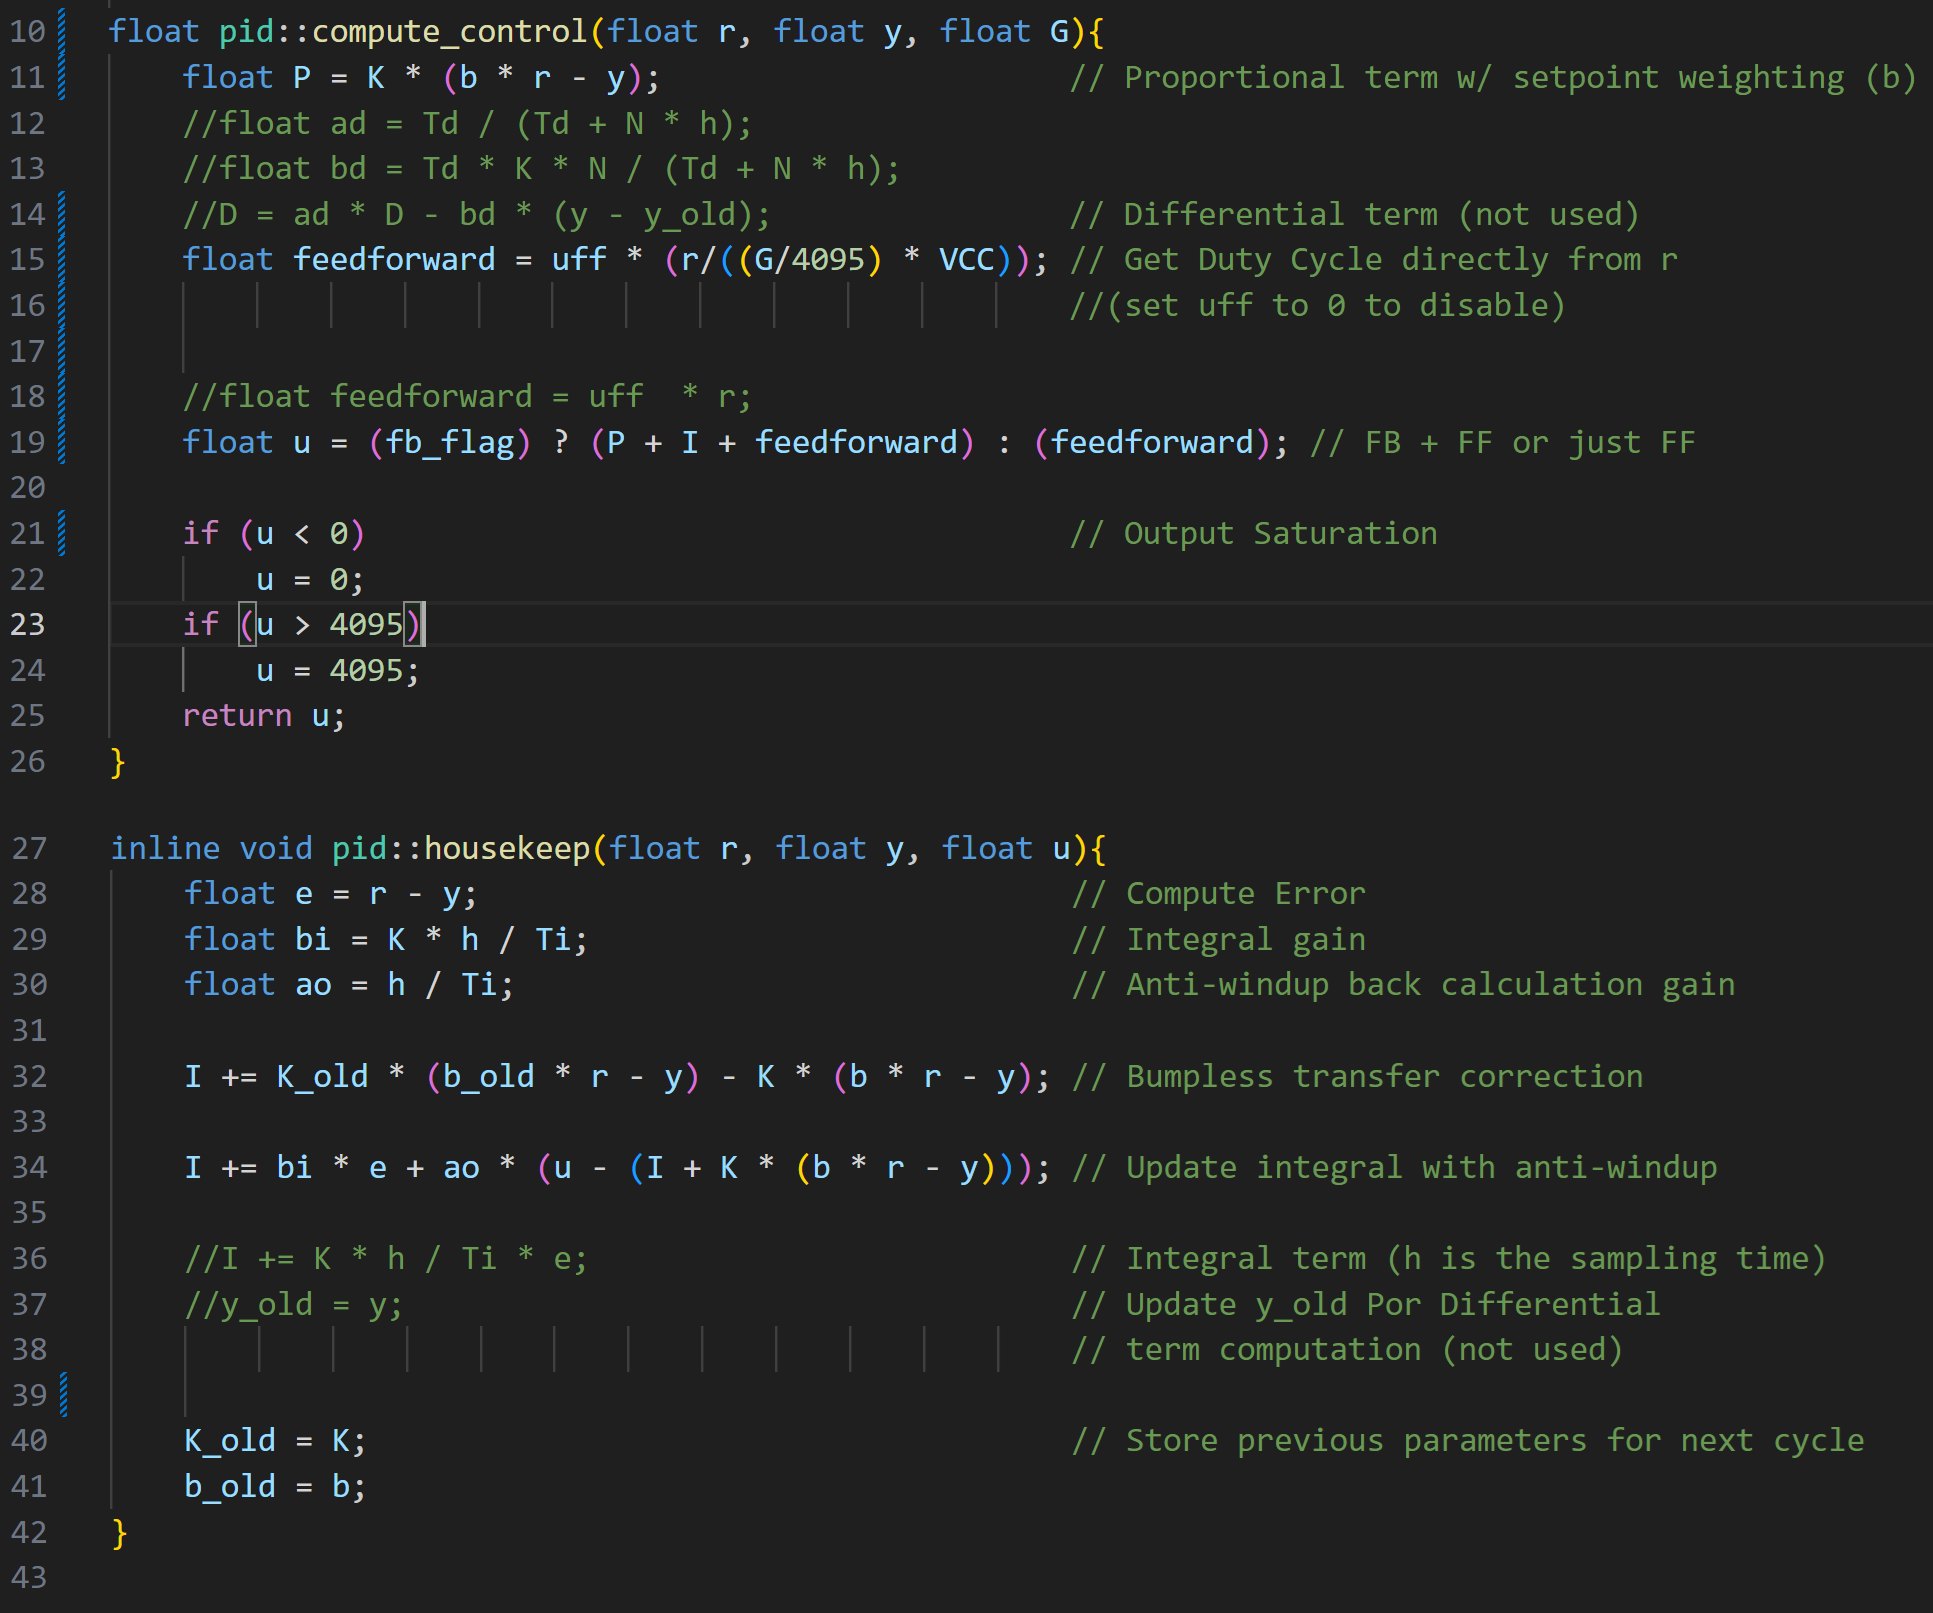 10 float pid::compute_control(float r, float y, float G){
11 float P = K * (b * r - y); // Proportional term w/ setpoint weighting (b)
12 //float ad = Td / (Td + N * h);
13 //float bd = Td * K * N / (Td + N * h);
14 //D = ad * D - bd * (y - y_old); // Differential term (not used)
15 float feedforward = uff * (r/((G/4095) * VCC)); // Get Duty Cycle directly from r
16 //(set uff to 0 to disable)
17
18 //float feedforward = uff  * r;
19 float u = (fb_flag) ? (P + I + feedforward) : (feedforward); // FB + FF or just FF
20
21 if (u < 0) // Output Saturation
22 u = 0;
23 if (u > 4095)
24 u = 4095;
25 return u;
26 }
27 inline void pid::housekeep(float r, float y, float u){
28 float e = r - y; // Compute Error
29 float bi = K * h / Ti; // Integral gain
30 float ao = h / Ti; // Anti-windup back calculation gain
31
32 I += K_old * (b_old * r - y) - K * (b * r - y); // Bumpless transfer correction
33
34 I += bi * e + ao * (u - (I + K * (b * r - y))); // Update integral with anti-windup
35
36 //I += K * h / Ti * e; // Integral term (h is the sampling time)
37 //y_old = y; // Update y_old Por Differential
38 // term computation (not used)
39
40 K_old = K; // Store previous parameters for next cycle
41 b_old = b;
42 }
43